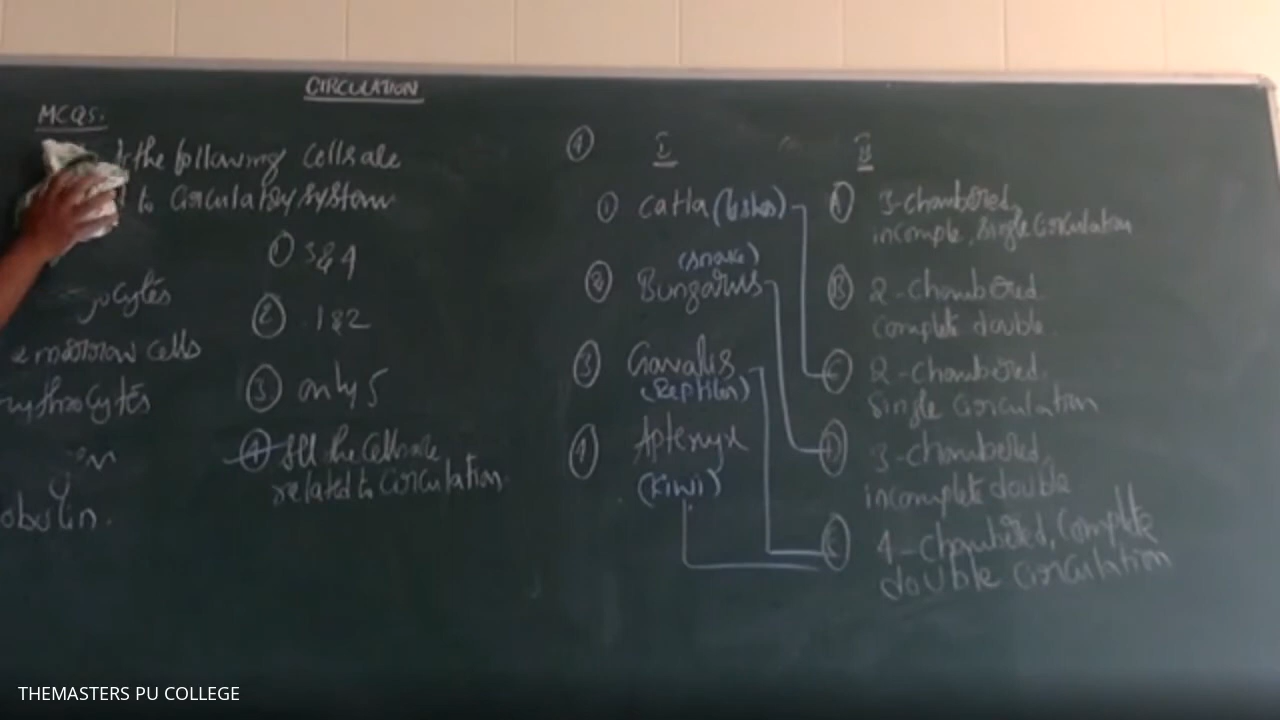 CIRCULATION
MCQS.
the following cells are
to Circulatory system
① 3&4
ocytes
② 1&2
marrow cells
③ only 5
rythrocytes
④ All the cells are
related to Circulation.
obulin.
④ I II
① Catla (fishes)
(snake)
② Bungarus
③ Gavialis
(Reptiles)
④ Apteryx
(Kiwi)
Ⓐ 3-chambered,
incomple, single Circulation
Ⓑ 2-chambered
complete double
Ⓒ 2-chambered,
Single Circulation
Ⓓ 3-chambered,
incomplete double
4-chambered, Complete
double circulation
THEMASTERS PU COLLEGE